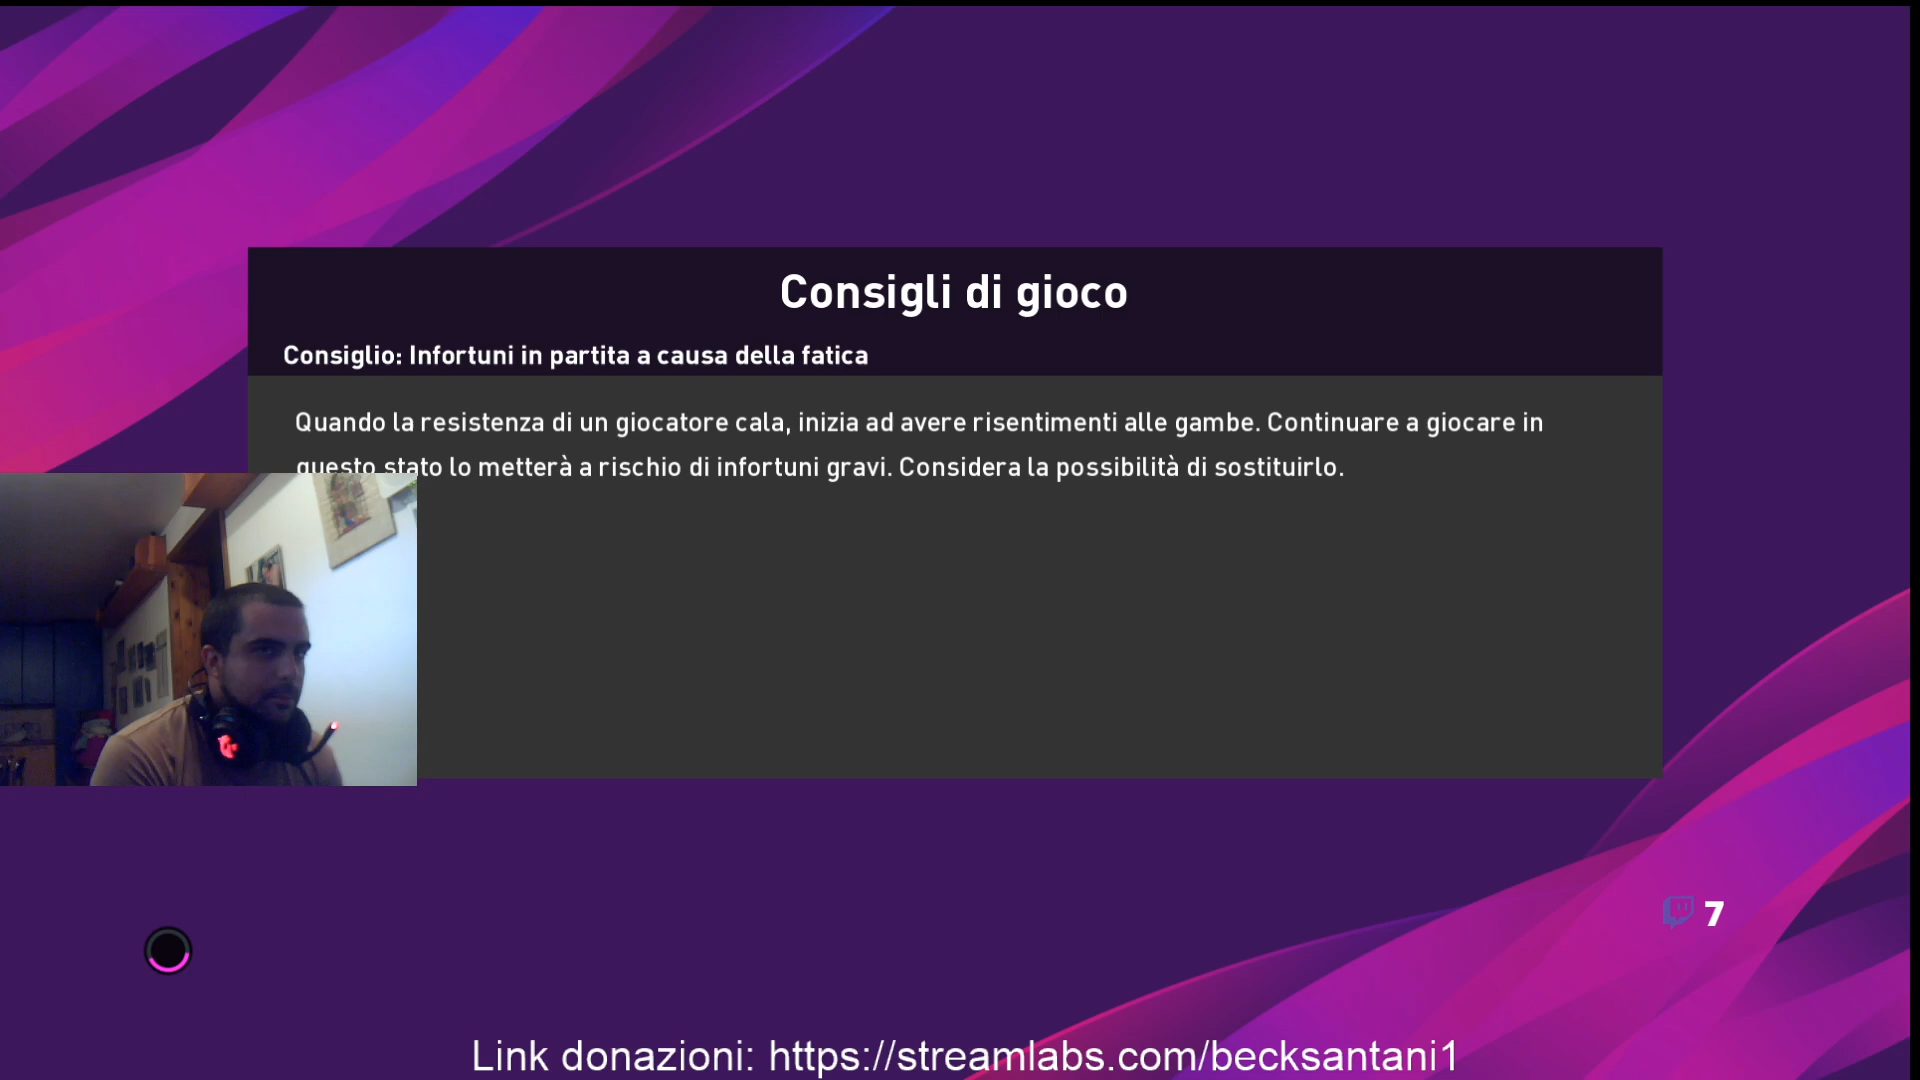 Consigli di gioco
Consiglio: Infortuni in partita a causa della fatica
Quando la resistenza di un giocatore cala, inizia ad avere risentimenti alle gambe. Continuare a giocare in
questo stato lo metterà a rischio di infortuni gravi. Considera la possibilità di sostituirlo.
7
Link donazioni: https://streamlabs.com/becksantani1